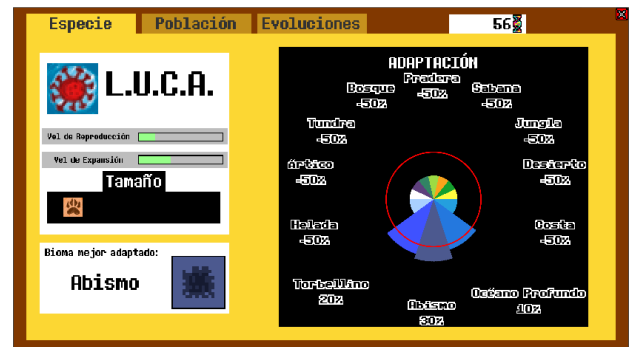 Especie Población Evoluciones 56
L.U.C.A.
Vel de Reproducción
Vel de Expansión
Tamaño
Bioma mejor adaptado:
Abismo
ADAPTACIÓN
Pradera
-50%
Bosque
-50%
Sabana
-50%
Tundra
-50%
Jungla
-50%
Ártico
-50%
Desierto
-50%
Helada
-50%
Costa
-50%
Torbellino
20%
Abismo
30%
Océano Profundo
10%